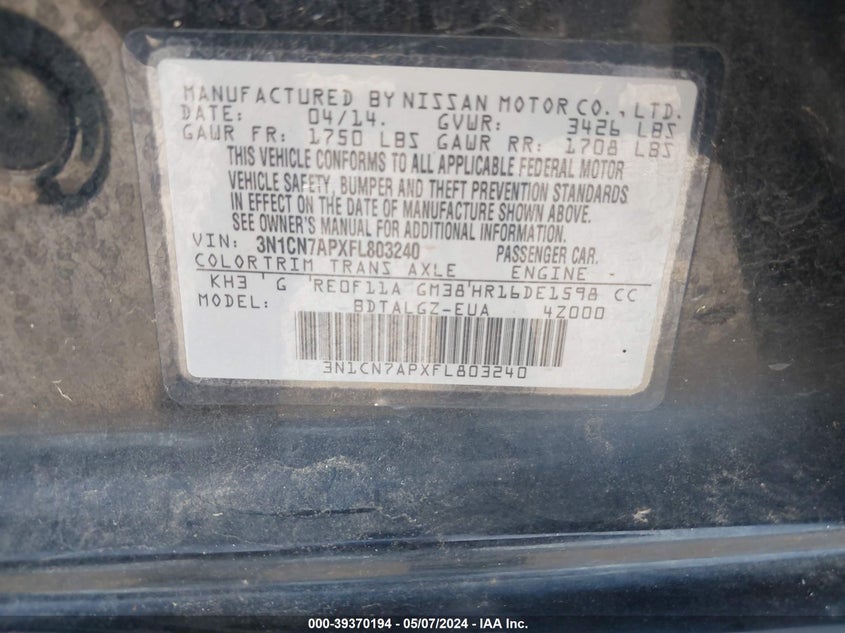 MANUFACTURED BY NISSAN MOTOR CO., LTD.
DATE: 04/14. GVWR: 3426 LBS
GAWR FR: 1750 LBS GAWR RR: 1708 LBS
THIS VEHICLE CONFORMS TO ALL APPLICABLE FEDERAL MOTOR
VEHICLE SAFETY, BUMPER AND THEFT PREVENTION STANDARDS
IN EFFECT ON THE DATE OF MANUFACTURE SHOWN ABOVE.
SEE OWNER'S MANUAL FOR ADDITIONAL INFORMATION.
VIN: 3N1CN7APXFL803240 PASSENGER CAR.
COLORTRIM TRANS AXLE ENGINE -
KH3 'G 'RE0F11A GM38'HR16DE1598 CC
MODEL: BDTALGZ-EUA 4Z000
3N1CN7APXFL803240
000-39370194 - 05/07/2024 - © IAA Inc.